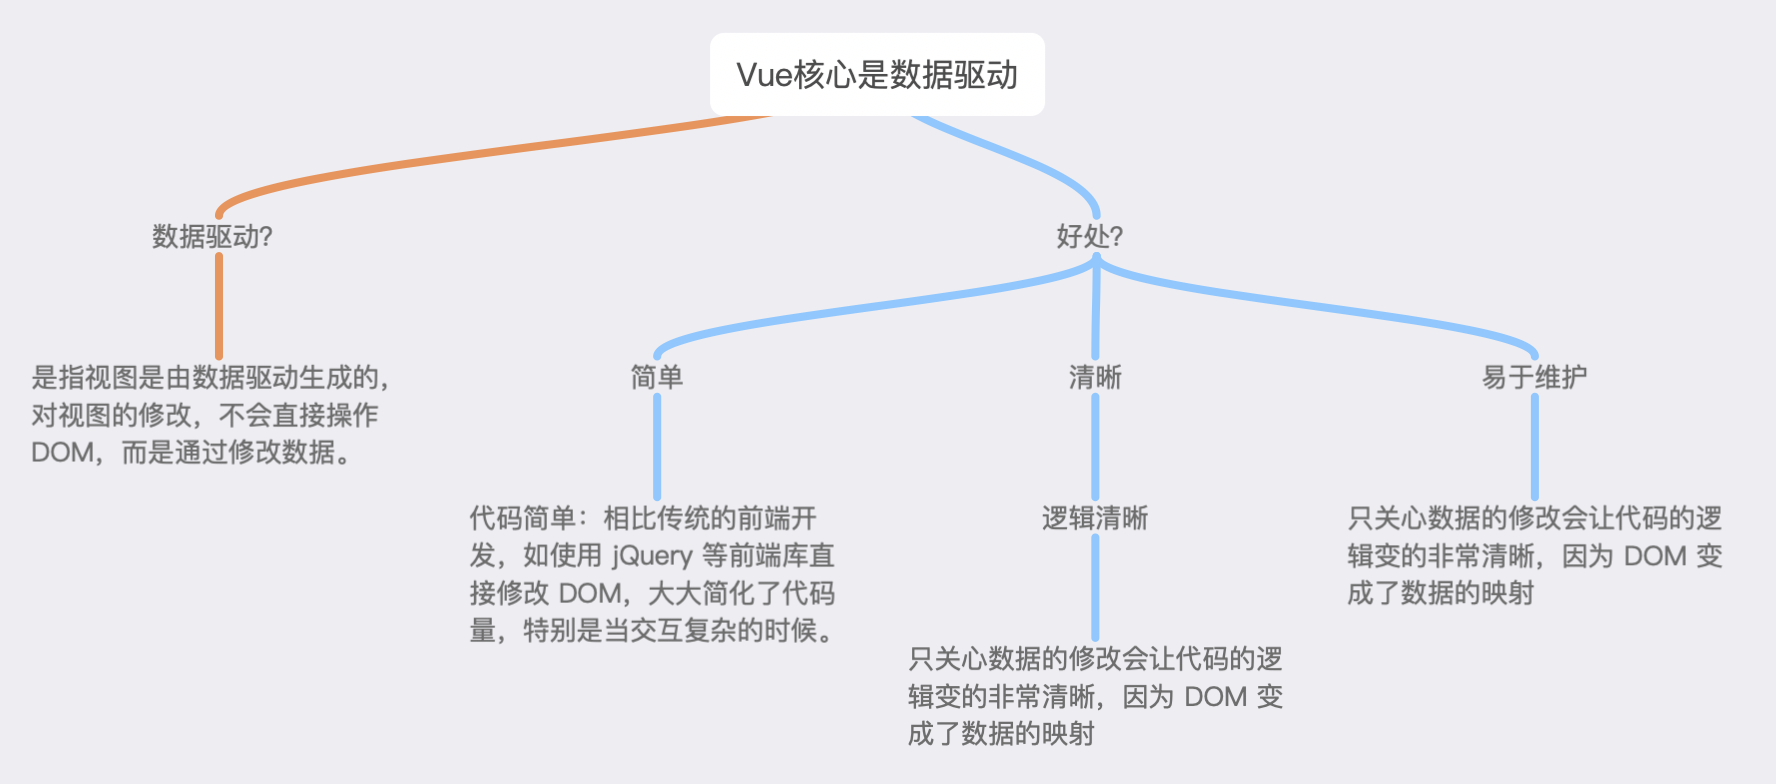 Vue核心是数据驱动
数据驱动?
好处?
是指视图是由数据驱动生成的，
对视图的修改，不会直接操作
DOM，而是通过修改数据。
简单
清晰
易于维护
代码简单：相比传统的前端开
发，如使用 jQuery 等前端库直
接修改 DOM，大大简化了代码
量，特别是当交互复杂的时候。
逻辑清晰
只关心数据的修改会让代码的逻
辑变的非常清晰，因为 DOM 变
成了数据的映射
只关心数据的修改会让代码的逻
辑变的非常清晰，因为 DOM 变
成了数据的映射